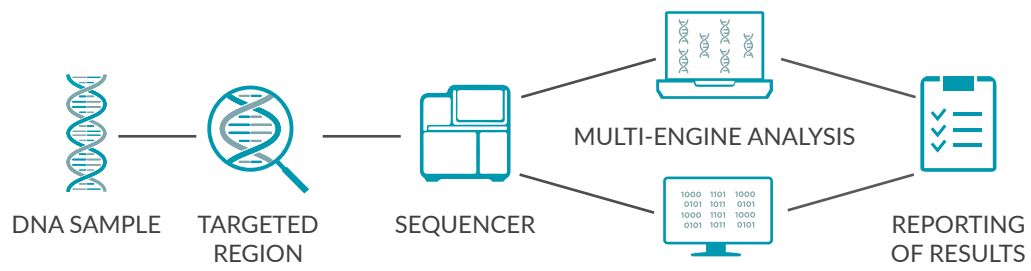 DNA SAMPLE
TARGETED
REGION
SEQUENCER
MULTI-ENGINE ANALYSIS
1000 1101 1000
0101 1011 0101
1000 1101 1000
0101 1011 0101
REPORTING
OF RESULTS